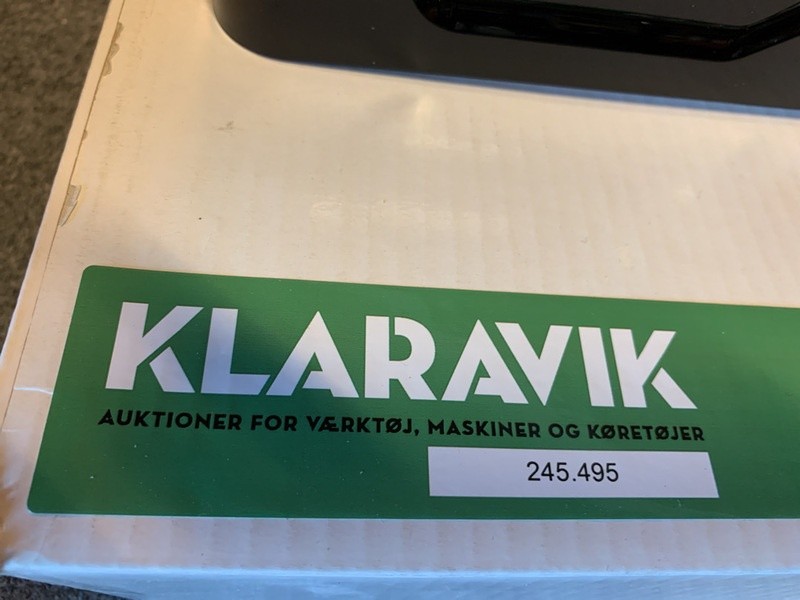 KLARAVIK
AUKTIONER FOR VÆRKTØJ, MASKINER OG KØRETØJER
245.495